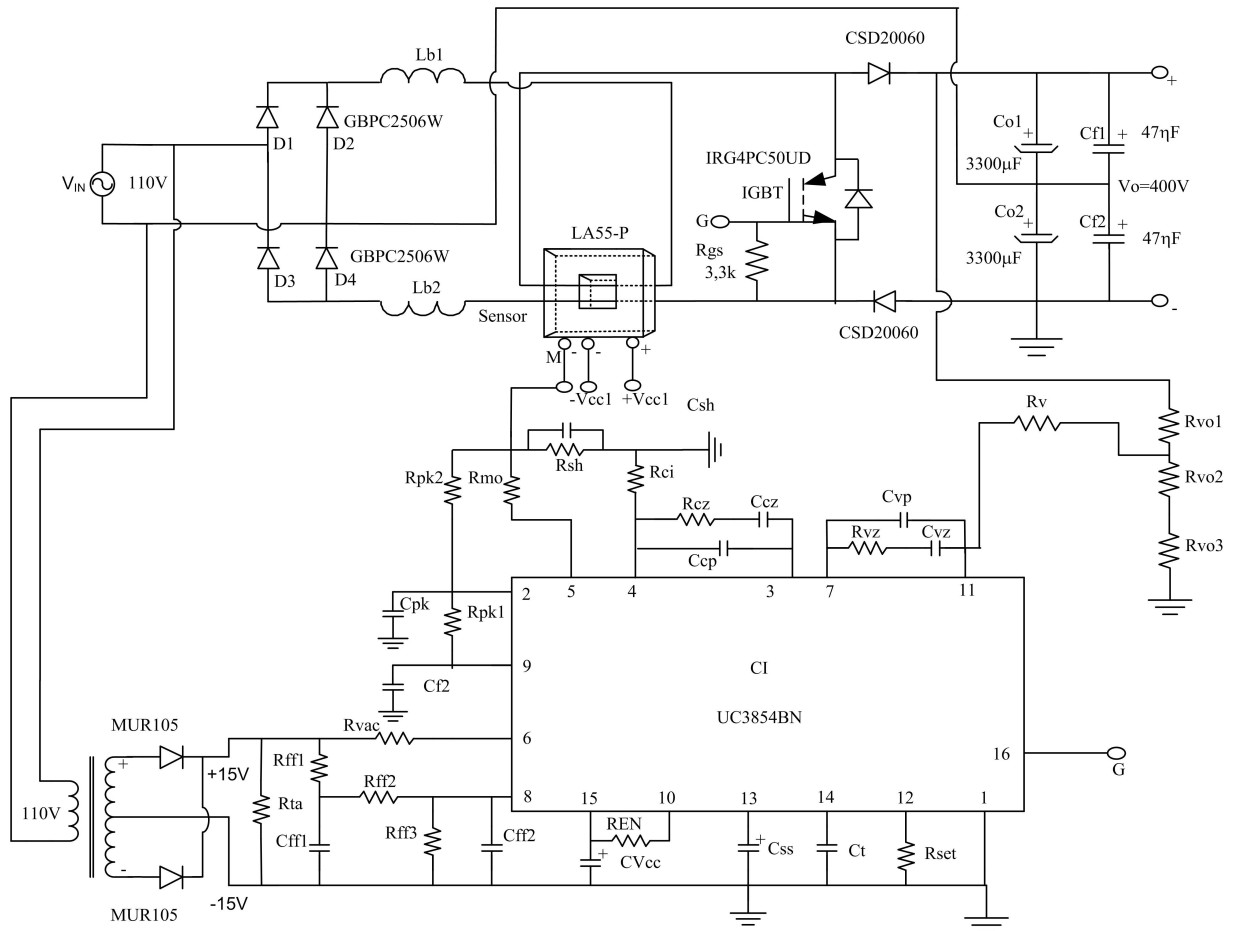 CSD20060
Lb1
GBPC2506W
D1
D2
Co1
+
Cf1
+
47ηF
+
3300µF
IRG4PC50UD
IGBT
VIN
110V
Vo=400V
G
Rgs
3,3k
LA55-P
Co2
+
Cf2
+
47ηF
3300µF
GBPC2506W
D3
D4
Lb2
Sensor
CSD20060
-
M
-
-
+
-Vcc1
+Vcc1
Csh
Rv
Rvo1
Rpk2
Rmo
Rsh
Rci
Rvo2
Rcz
Ccz
Cvp
Rvz
Cvz
Rvo3
Ccp
Cpk
2
5
4
3
7
11
Rpk1
9
Cf2
CI
UC3854BN
MUR105
Rvac
6
16
G
+
+15V
Rff1
110V
Rta
Rff2
8
15
10
13
14
12
1
Cff1
Rff3
Cff2
REN
+
CVcc
+
Css
Ct
Rset
-
-15V
MUR105